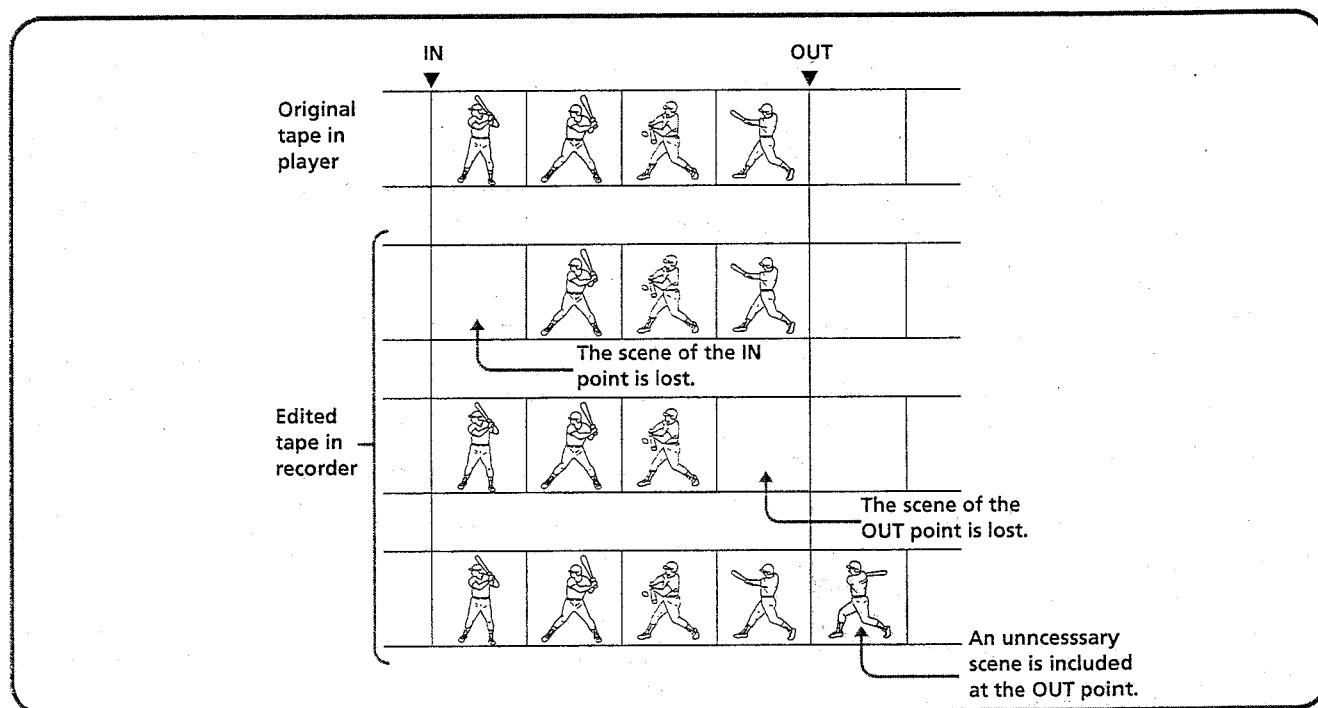 IN
OUT
Original
tape in
player
The scene of the IN
point is lost.
Edited
tape in
recorder
The scene of the
OUT point is lost.
An unncesssary
scene is included
at the OUT point.